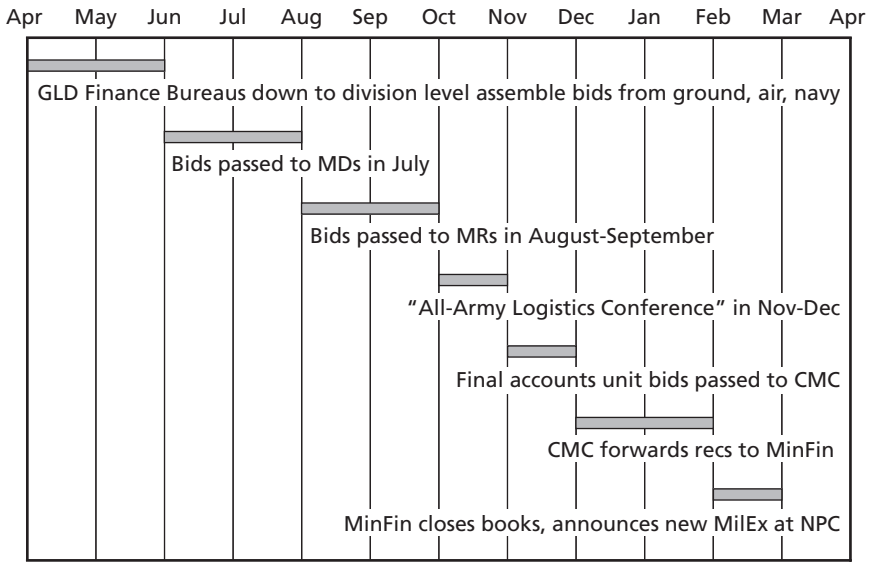 Apr May Jun Jul Aug Sep Oct Nov Dec Jan Feb Mar Apr
GLD Finance Bureaus down to division level assemble bids from ground, air, navy
Bids passed to MDs in July
Bids passed to MRs in August-September
“All-Army Logistics Conference” in Nov-Dec
Final accounts unit bids passed to CMC
CMC forwards recs to MinFin
MinFin closes books, announces new MilEx at NPC